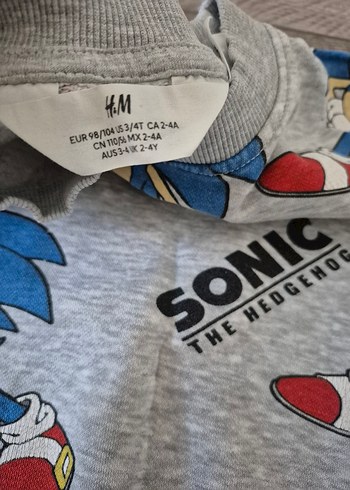 H&M
EUR 98/104 US 3/4T CA 2-4A
CN 110/56 MX 2-4A
AUS 3-4 UK 2-4Y
SONIC
THE HEDGEHOG